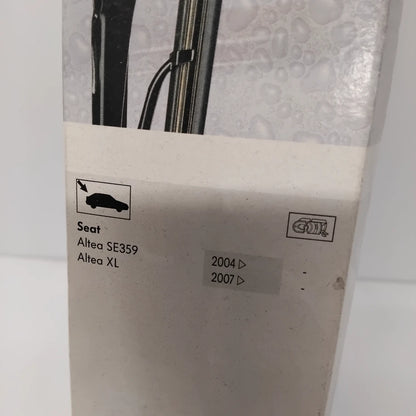 Seat
Altea SE359
Altea XL
2004 ▷
2007 ▷
-
-